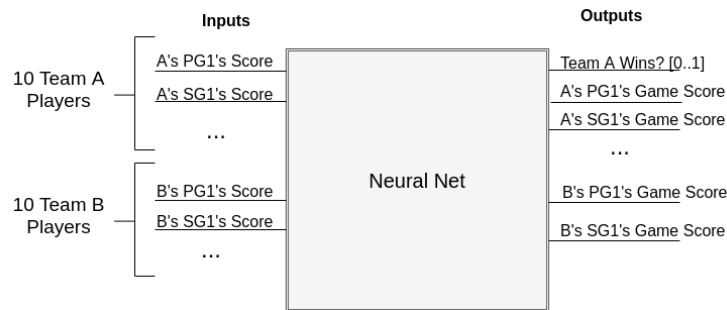 Inputs
Outputs
10 Team A
Players
A's PG1's Score
A's SG1's Score
...
10 Team B
Players
B's PG1's Score
B's SG1's Score
...
Neural Net
Team A Wins? [0..1]
A's PG1's Game Score
A's SG1's Game Score
...
B's PG1's Game Score
B's SG1's Game Score